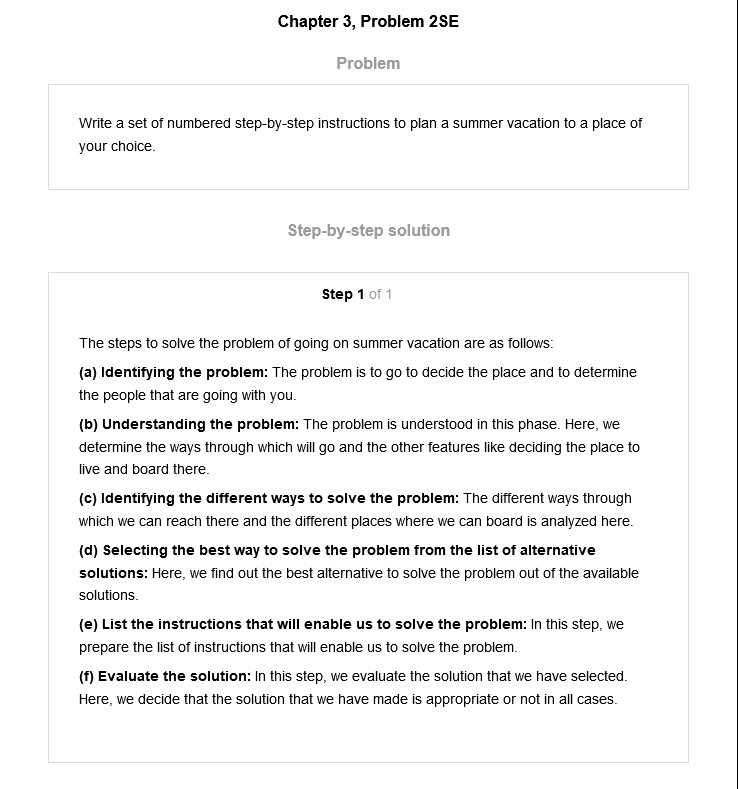 Chapter 3, Problem 2SE
Problem
Write a set of numbered step-by-step instructions to plan a summer vacation to a place of
your choice.
Step-by-step solution
Step 1 of 1
The steps to solve the problem of going on summer vacation are as follows:
(a) Identifying the problem: The problem is to go to decide the place and to determine
the people that are going with you.
(b) Understanding the problem: The problem is understood in this phase. Here, we
determine the ways through which will go and the other features like deciding the place to
live and board there.
(c) Identifying the different ways to solve the problem: The different ways through
which we can reach there and the different places where we can board is analyzed here.
(d) Selecting the best way to solve the problem from the list of alternative
solutions: Here, we find out the best alternative to solve the problem out of the available
solutions.
(e) List the instructions that will enable us to solve the problem: In this step, we
prepare the list of instructions that will enable us to solve the problem.
(f) Evaluate the solution: In this step, we evaluate the solution that we have selected.
Here, we decide that the solution that we have made is appropriate or not in all cases.